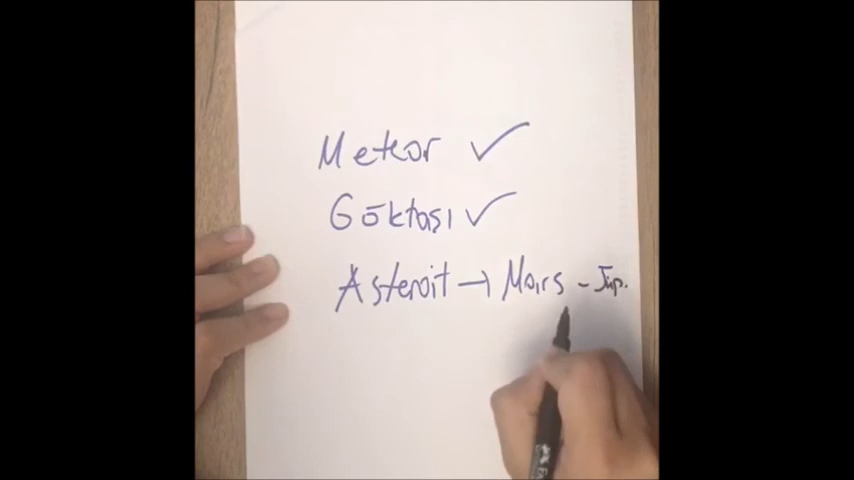 Meteor ✓
Göktaşı ✓
Asteroit → Mars - Jüp.